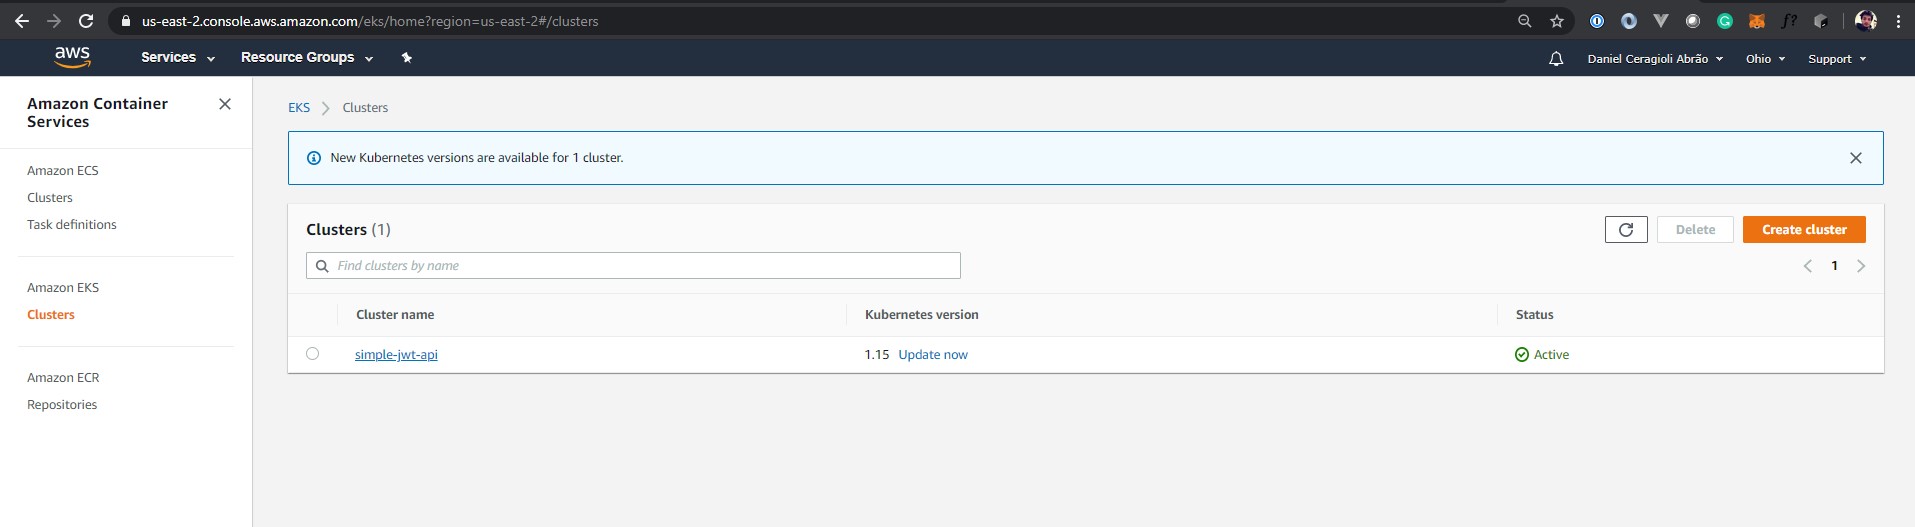 us-east-2.console.aws.amazon.com/eks/home?region=us-east-2#/clusters
f?
aws
Services
Resource Groups
Daniel Ceragioli Abrão
Ohio
Support
Amazon Container
Services
Amazon ECS
Clusters
Task definitions
Amazon EKS
Clusters
Amazon ECR
Repositories
EKS
Clusters
New Kubernetes versions are available for 1 cluster.
Clusters (1)
Delete
Create cluster
Find clusters by name
1
Cluster name
Kubernetes version
Status
simple-jwt-api
1.15 Update now
Active